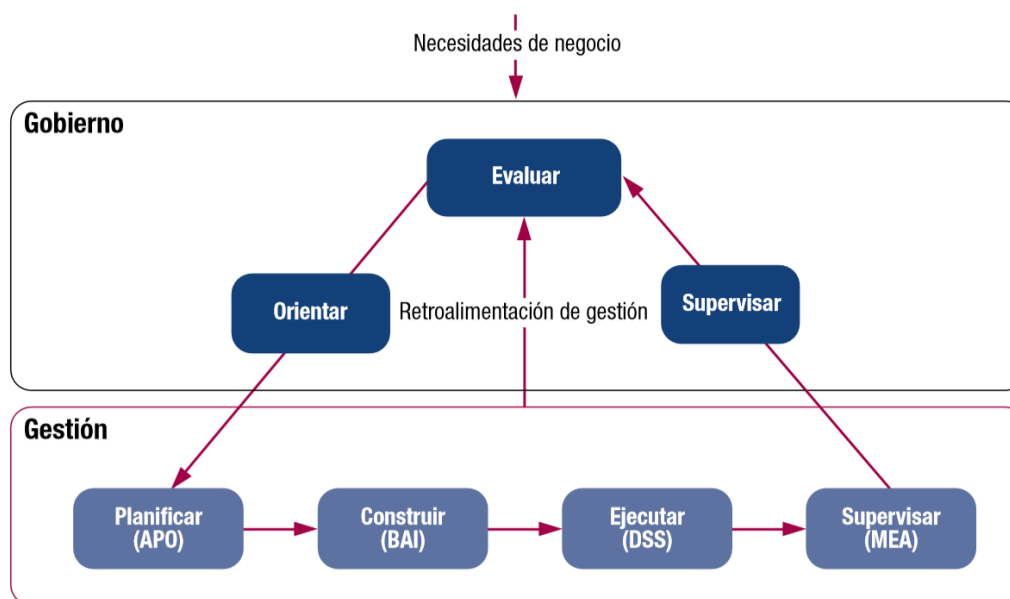 Necesidades de negocio
Gobierno
Evaluar
Orientar
Retroalimentación de gestión
Supervisar
Gestión
Planificar
(APO)
Construir
(BAI)
Ejecutar
(DSS)
Supervisar
(MEA)